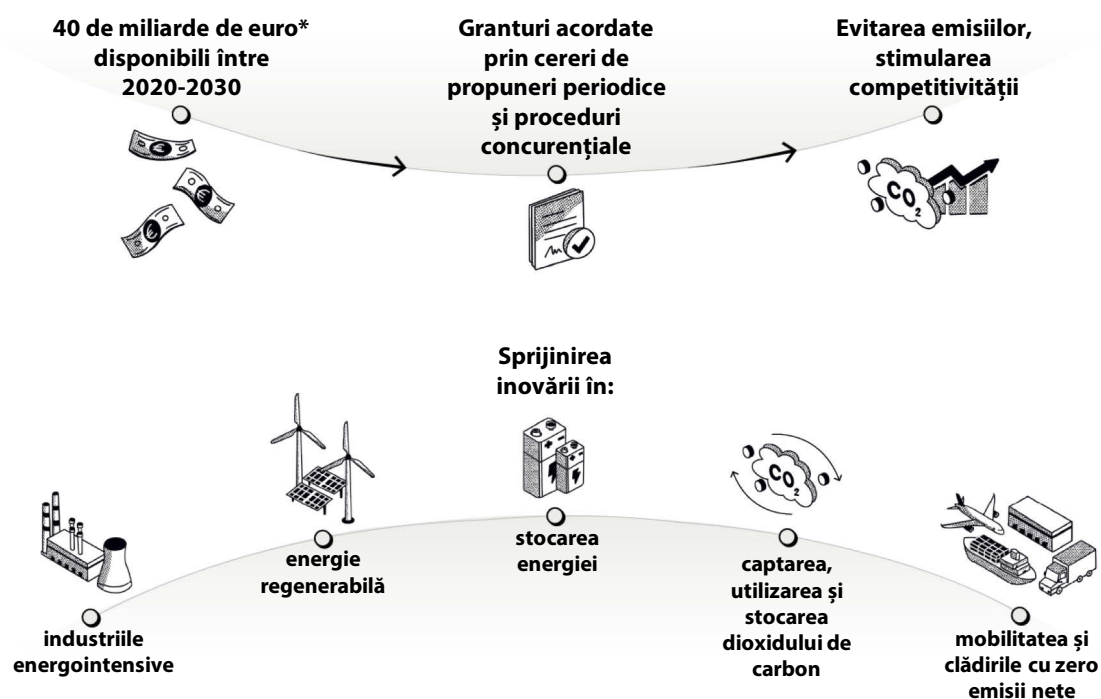 40 de miliarde de euro*
disponibili între
2020-2030
Granturi acordate
prin cereri de
propuneri periodice
și proceduri
concurențiale
Evitarea emisiilor,
stimularea
competitivității
CO2
Sprijinirea
inovării în:
industriile
energointensive
energie
regenerabilă
stocarea
energiei
CO2
captarea,
utilizarea și
stocarea
dioxidului de
carbon
mobilitatea și
clădirile cu zero
emisii nete